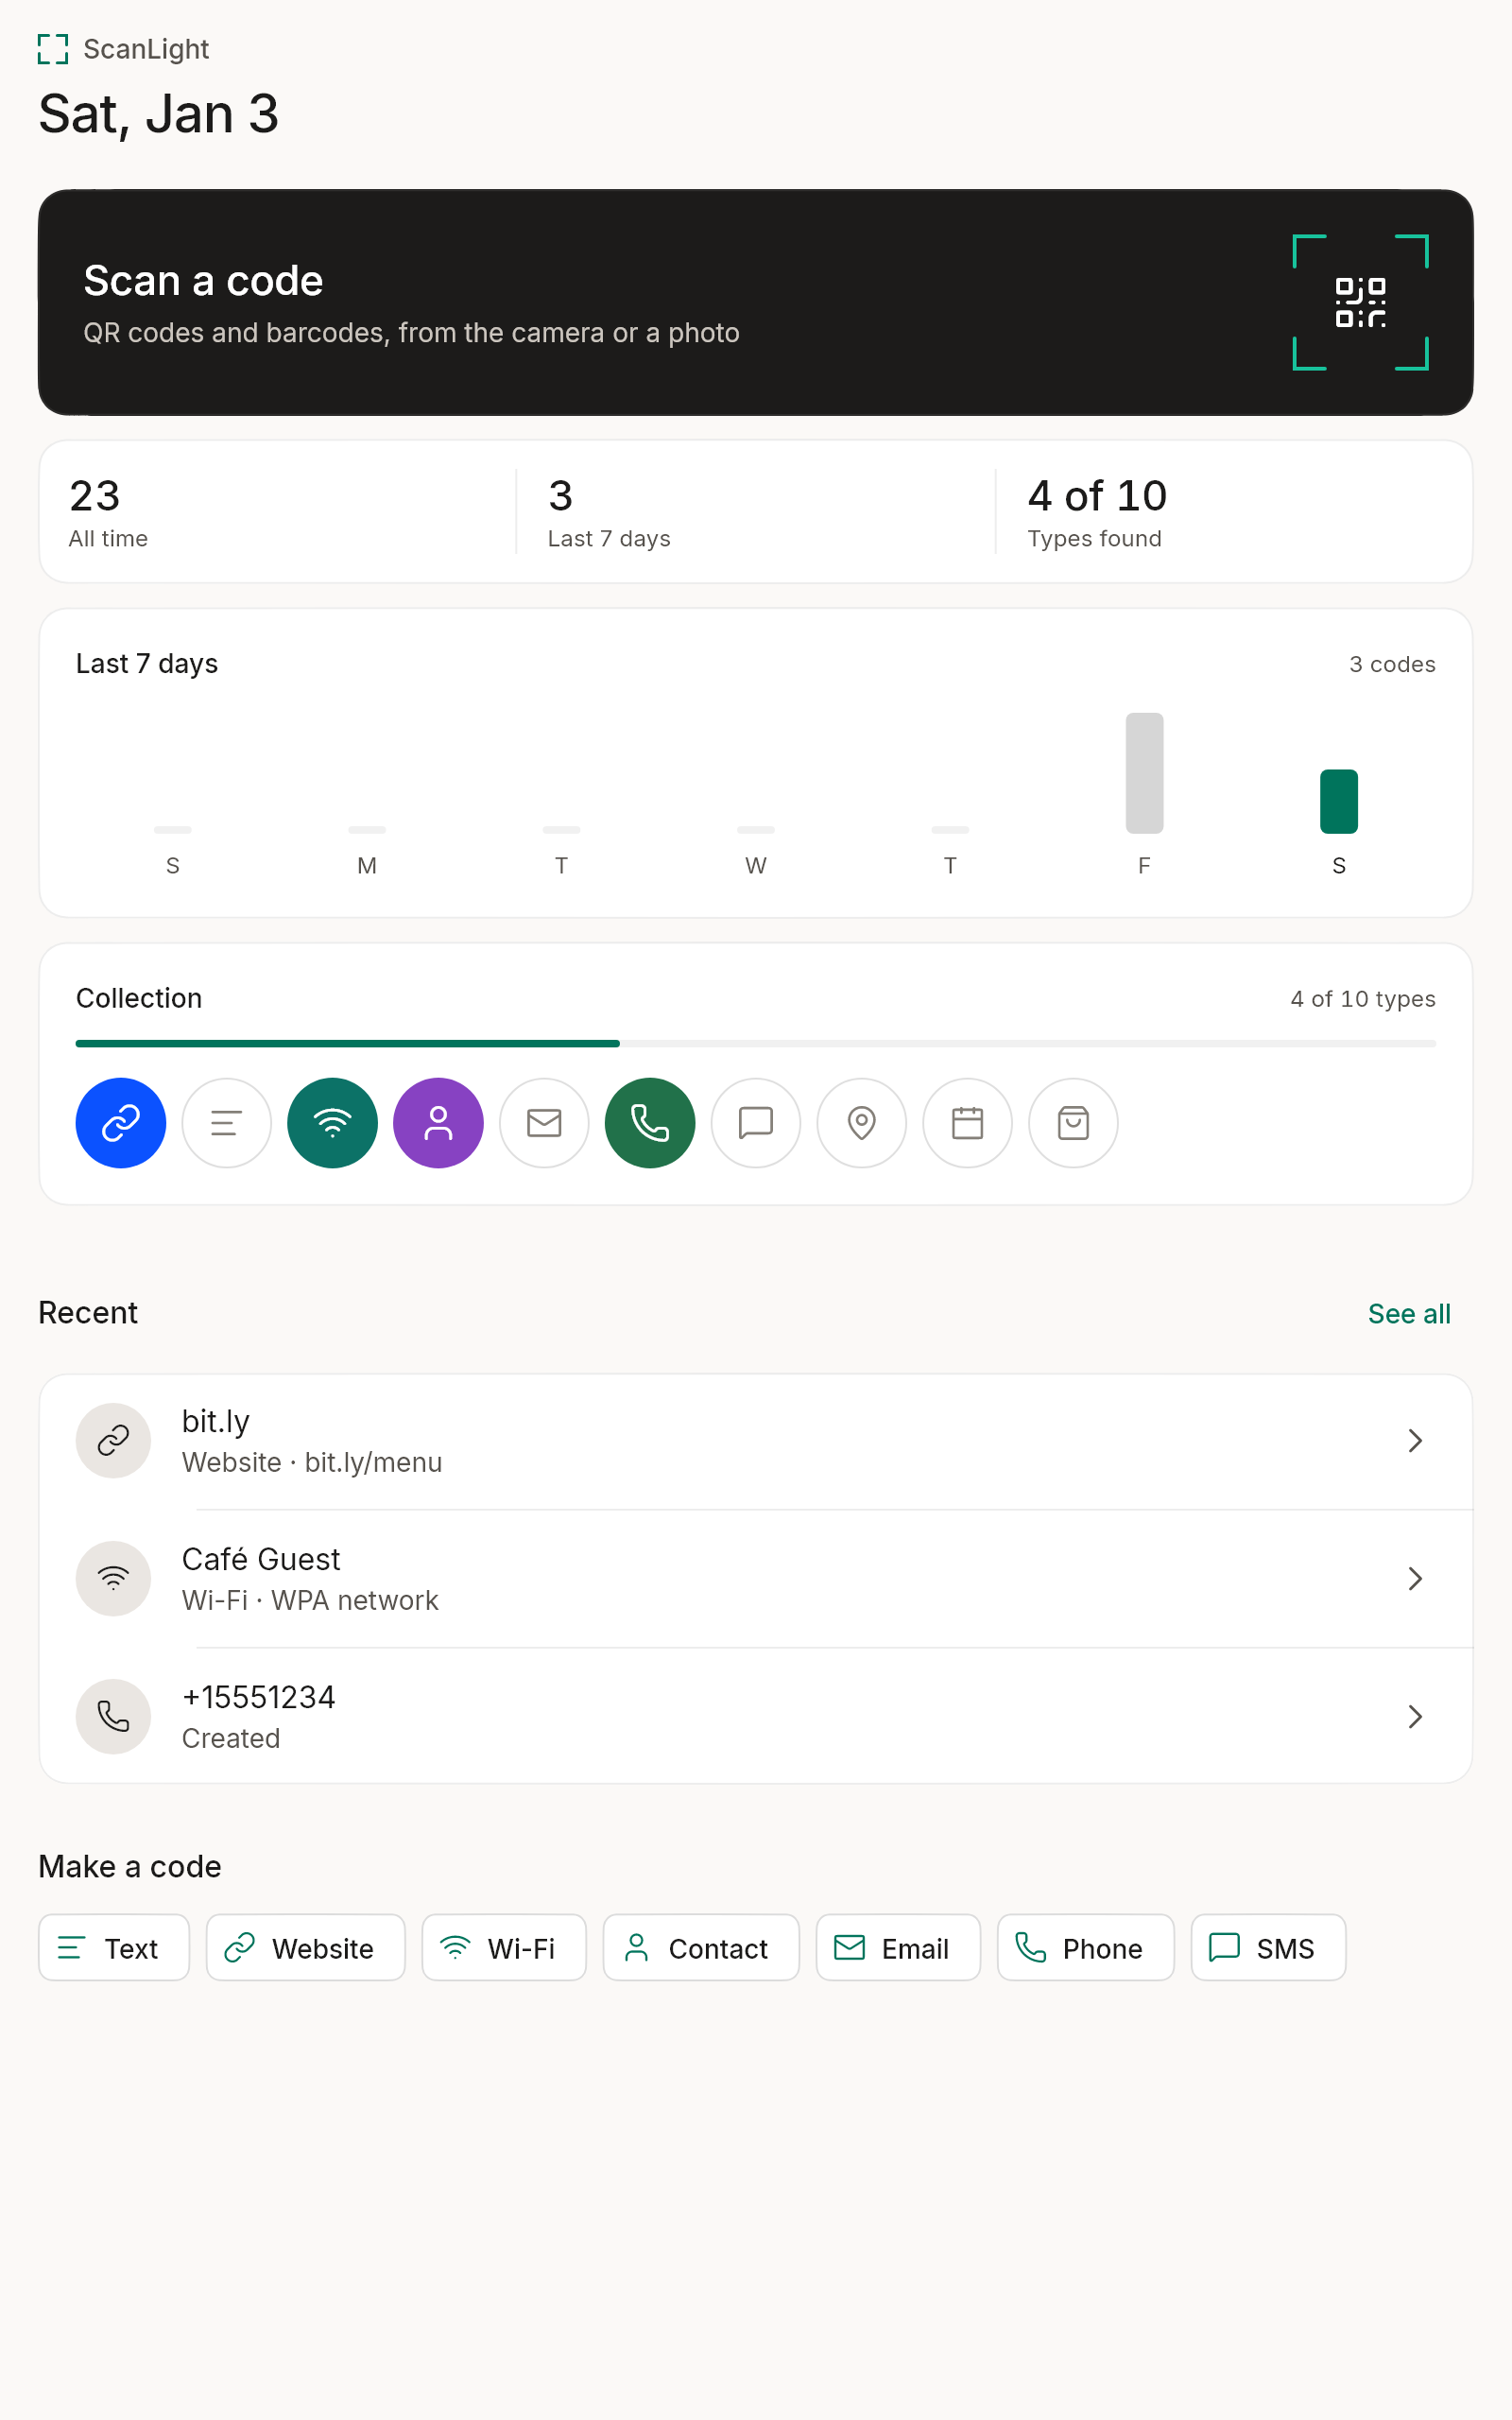 ScanLight
Sat, Jan 3
Scan a code
QR codes and barcodes, from the camera or a photo
23
All time
3
Last 7 days
4 of 10
Types found
Last 7 days
3 codes
S M T W T F S
Collection
4 of 10 types
Recent
See all
bit.ly
Website · bit.ly/menu
Café Guest
Wi-Fi · WPA network
+15551234
Created
Make a code
Text Website Wi-Fi Contact Email Phone SMS